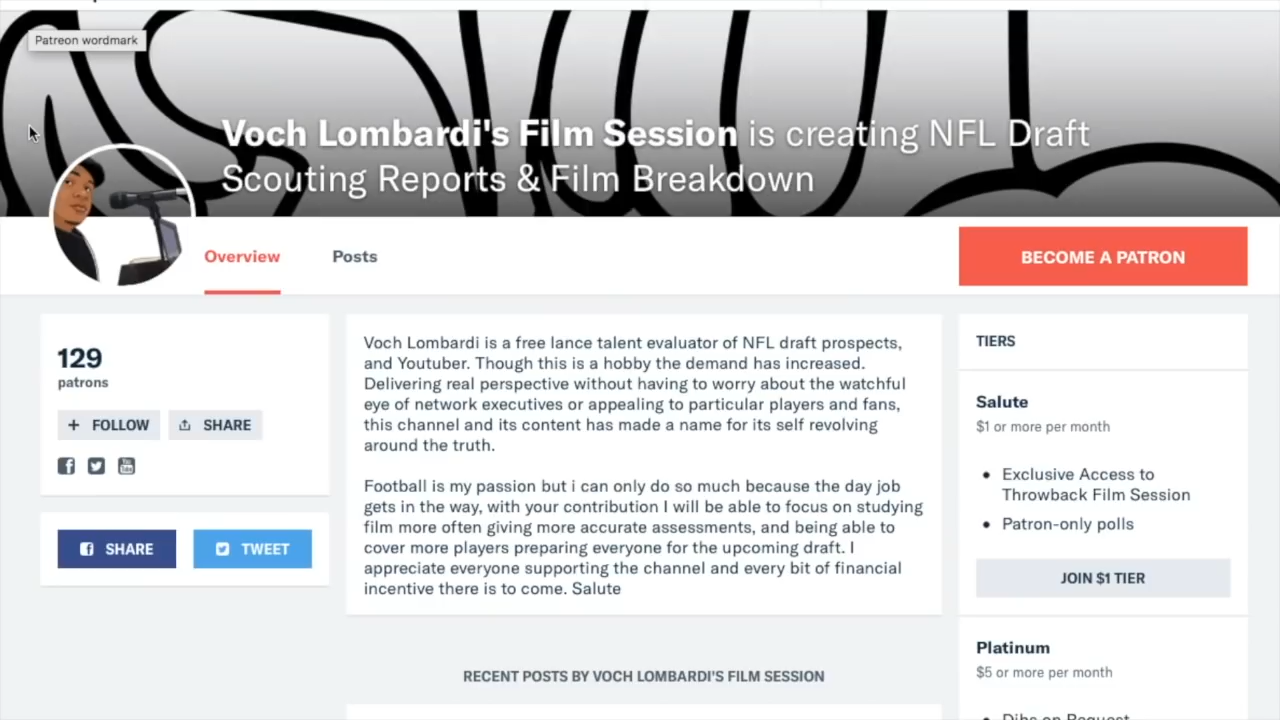 Patreon wordmark
Voch Lombardi's Film Session is creating NFL Draft
Scouting Reports & Film Breakdown
Overview
Posts
BECOME A PATRON
129
patrons
+ FOLLOW
SHARE
SHARE
TWEET
Voch Lombardi is a free lance talent evaluator of NFL draft prospects,
and Youtuber. Though this is a hobby the demand has increased.
Delivering real perspective without having to worry about the watchful
eye of network executives or appealing to particular players and fans,
this channel and its content has made a name for its self revolving
around the truth.
Football is my passion but i can only do so much because the day job
gets in the way, with your contribution I will be able to focus on studying
film more often giving more accurate assessments, and being able to
cover more players preparing everyone for the upcoming draft. I
appreciate everyone supporting the channel and every bit of financial
incentive there is to come. Salute
RECENT POSTS BY VOCH LOMBARDI'S FILM SESSION
TIERS
Salute
$1 or more per month
• Exclusive Access to
Throwback Film Session
• Patron-only polls
JOIN $1 TIER
Platinum
$5 or more per month
• Dibs on Request